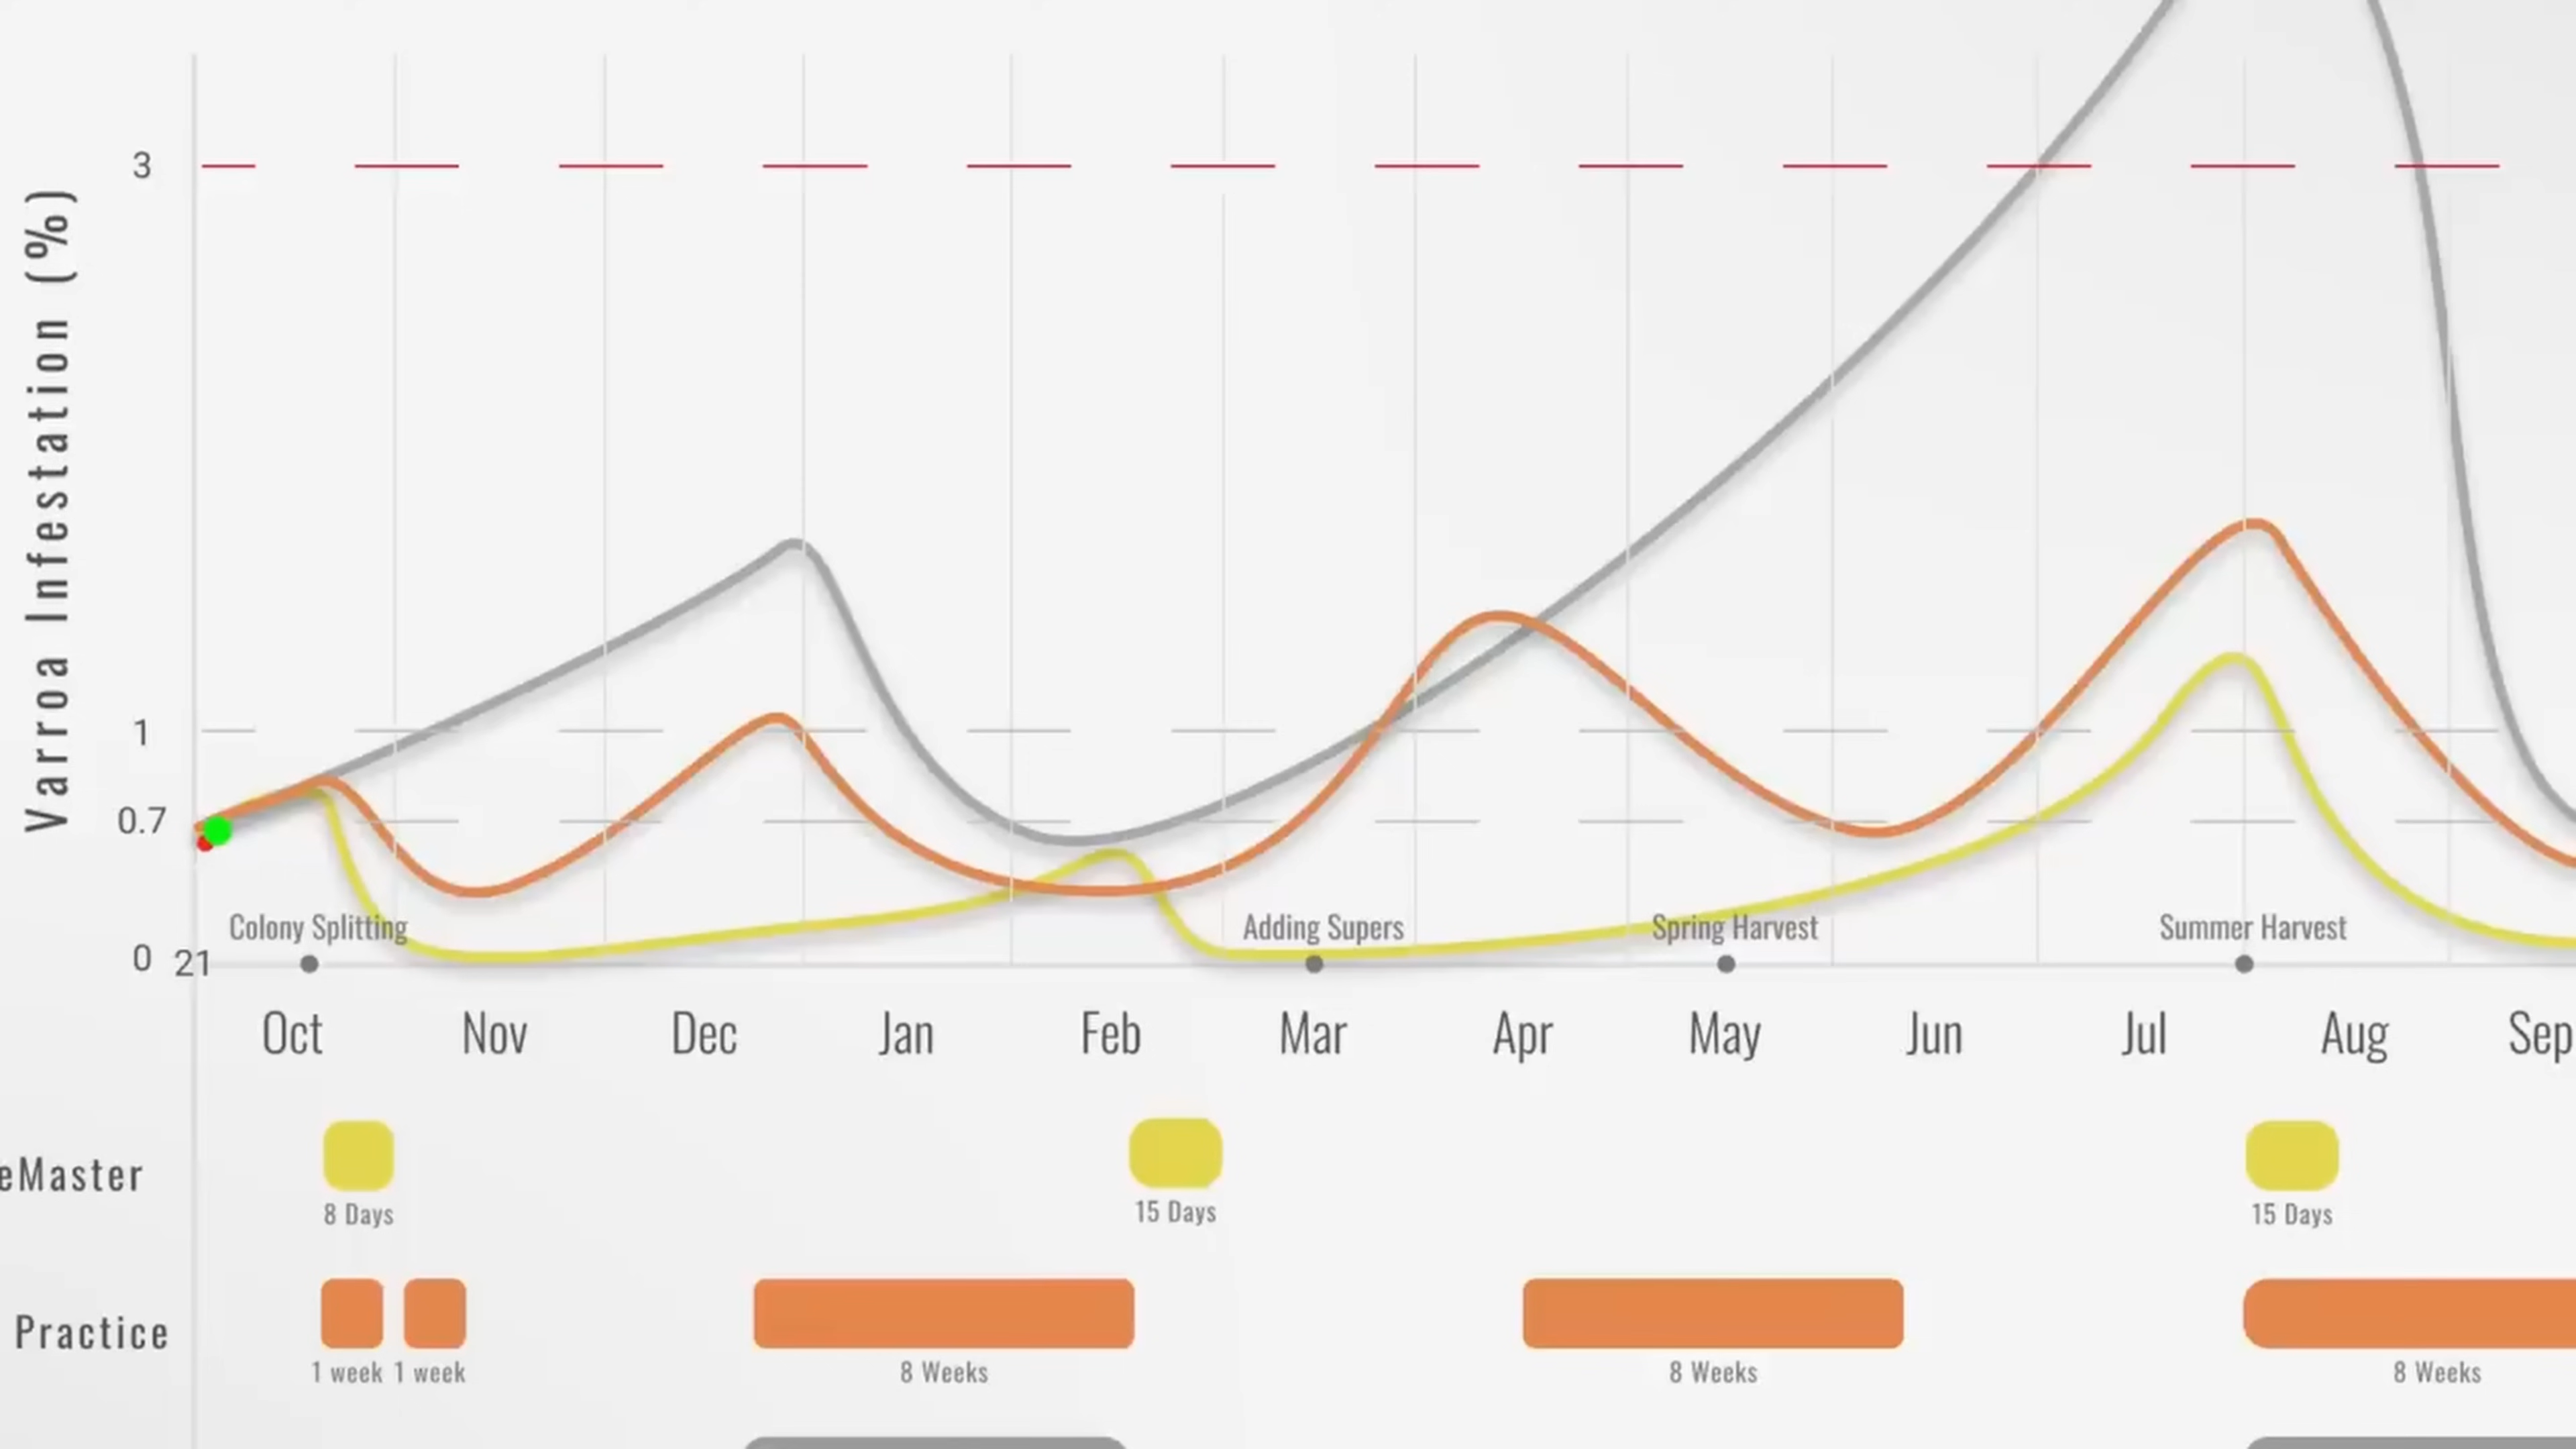 Varroa Infestation (%)
3
1
0.7
0
21
Colony Splitting
Adding Supers
Spring Harvest
Summer Harvest
Oct Nov Dec Jan Feb Mar Apr May Jun Jul Aug Sep
eMaster
8 Days
15 Days
15 Days
Practice
1 week 1 week
8 Weeks
8 Weeks
8 Weeks